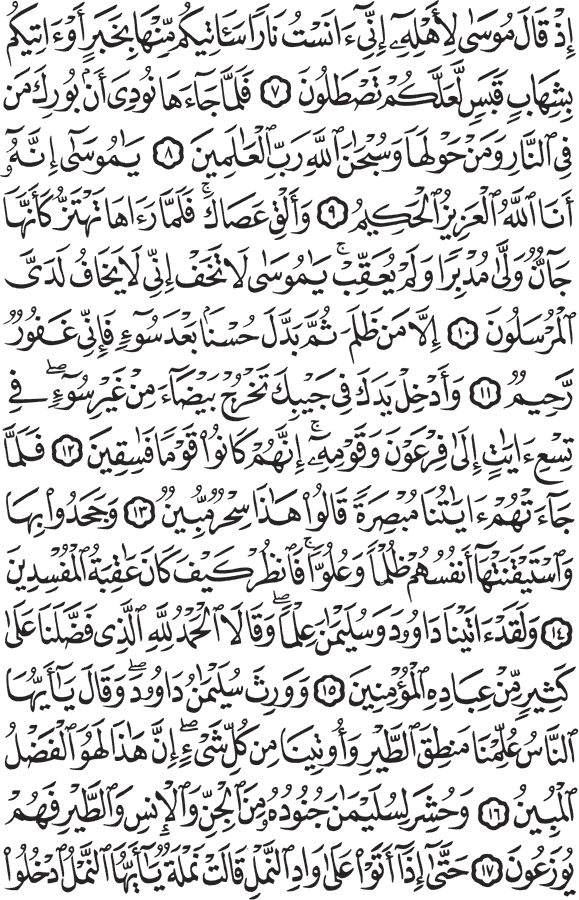 إِذْ قَالَ مُوسَىٰ لِأَهْلِهِۦٓ إِنِّىٓ ءَانَسْتُ نَارًا سَـَٔاتِيكُم مِّنْهَا بِخَبَرٍ أَوْ ءَاتِيكُم
بِشِهَابٍ قَبَسٍ لَّعَلَّكُمْ تَصْطَلُونَ ٧ فَلَمَّا جَآءَهَا نُودِىَ أَنۢ بُورِكَ مَن
فِى ٱلنَّارِ وَمَنْ حَوْلَهَا وَسُبْحَٰنَ ٱللَّهِ رَبِّ ٱلْعَٰلَمِينَ ٨ يَٰمُوسَىٰٓ إِنَّهُۥٓ
أَنَا ٱللَّهُ ٱلْعَزِيزُ ٱلْحَكِيمُ ٩ وَأَلْقِ عَصَاكَ ۚ فَلَمَّا رَءَاهَا تَهْتَزُّ كَأَنَّهَا
جَآنٌّ وَلَّىٰ مُدْبِرًا وَلَمْ يُعَقِّبْ ۚ يَٰمُوسَىٰ لَا تَخَفْ إِنِّى لَا يَخَافُ لَدَىَّ
ٱلْمُرْسَلُونَ ١٠ إِلَّا مَن ظَلَمَ ثُمَّ بَدَّلَ حُسْنًۢا بَعْدَ سُوٓءٍ فَإِنِّى غَفُورٌ
رَّحِيمٌ ١١ وَأَدْخِلْ يَدَكَ فِى جَيْبِكَ تَخْرُجْ بَيْضَآءَ مِنْ غَيْرِ سُوٓءٍ ۖ فِى
تِسْعِ ءَايَٰتٍ إِلَىٰ فِرْعَوْنَ وَقَوْمِهِۦٓ ۚ إِنَّهُمْ كَانُوا۟ قَوْمًا فَٰسِقِينَ ١٢ فَلَمَّا
جَآءَتْهُمْ ءَايَٰتُنَا مُبْصِرَةً قَالُوا۟ هَٰذَا سِحْرٌ مُّبِينٌ ١٣ وَجَحَدُوا۟ بِهَا
وَٱسْتَيْقَنَتْهَآ أَنفُسُهُمْ ظُلْمًا وَعُلُوًّا ۚ فَٱنظُرْ كَيْفَ كَانَ عَٰقِبَةُ ٱلْمُفْسِدِينَ
١٤ وَلَقَدْ ءَاتَيْنَا دَاوُۥدَ وَسُلَيْمَٰنَ عِلْمًا ۖ وَقَالَا ٱلْحَمْدُ لِلَّهِ ٱلَّذِى فَضَّلَنَا عَلَىٰ
كَثِيرٍ مِّنْ عِبَادِهِ ٱلْمُؤْمِنِينَ ١٥ وَوَرِثَ سُلَيْمَٰنُ دَاوُۥدَ ۖ وَقَالَ يَٰٓأَيُّهَا
ٱلنَّاسُ عُلِّمْنَا مَنطِقَ ٱلطَّيْرِ وَأُوتِينَا مِن كُلِّ شَىْءٍ ۖ إِنَّ هَٰذَا لَهُوَ ٱلْفَضْلُ
ٱلْمُبِينُ ١٦ وَحُشِرَ لِسُلَيْمَٰنَ جُنُودُهُۥ مِنَ ٱلْجِنِّ وَٱلْإِنسِ وَٱلطَّيْرِ فَهُمْ
يُوزَعُونَ ١٧ حَتَّىٰٓ إِذَآ أَتَوْا۟ عَلَىٰ وَادِ ٱلنَّمْلِ قَالَتْ نَمْلَةٌ يَٰٓأَيُّهَا ٱلنَّمْلُ ٱدْخُلُوا۟